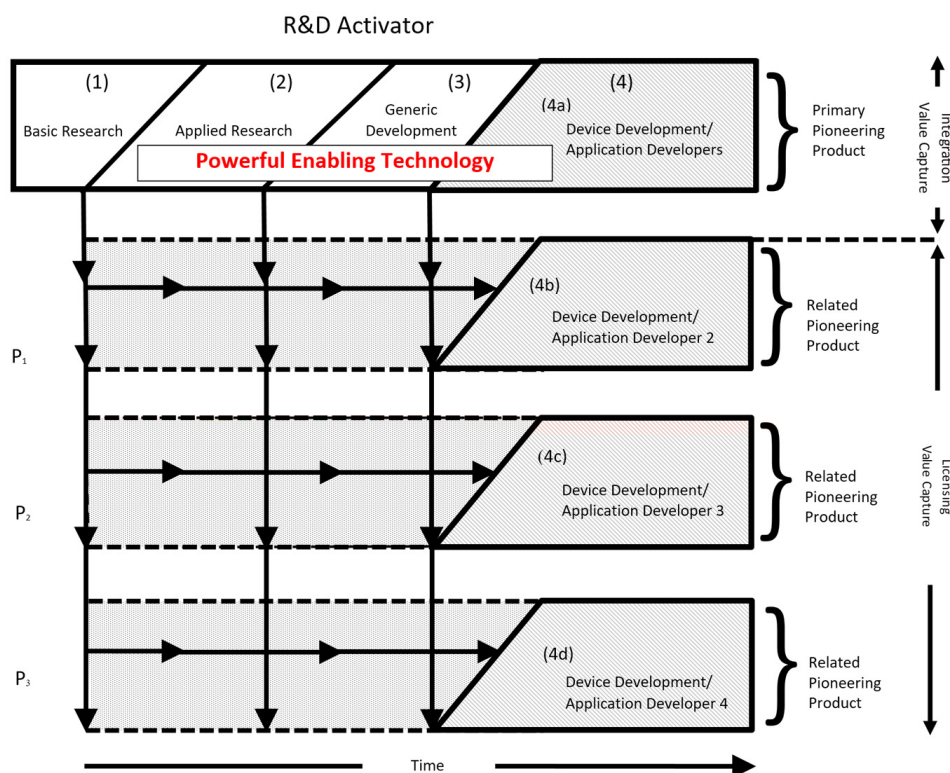 R&D Activator
(1)
(2)
(3)
(4)
(4a)
Basic Research
Applied Research
Generic
Development
Device Development/
Application Developers
Powerful Enabling Technology
Primary
Pioneering
Product
Integration
Value Capture
P₁
(4b)
Device Development/
Application Developer 2
Related
Pioneering
Product
P₂
(4c)
Device Development/
Application Developer 3
Related
Pioneering
Product
Licensing
Value Capture
P₃
(4d)
Device Development/
Application Developer 4
Related
Pioneering
Product
Time